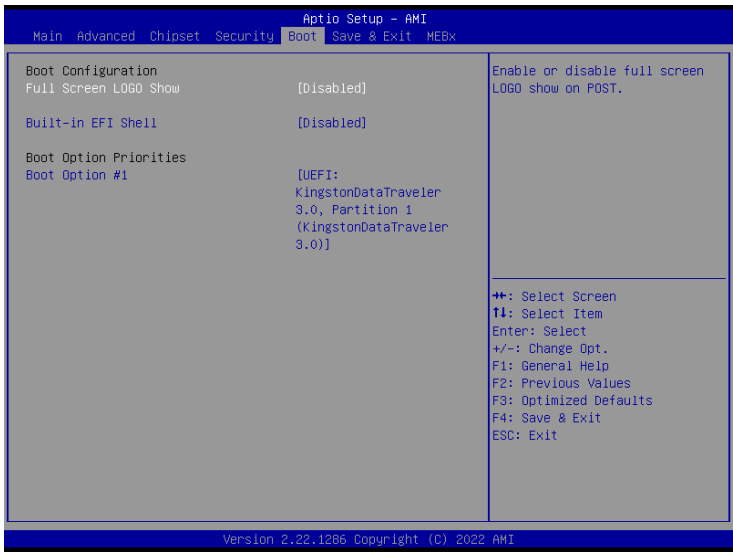 Aptio Setup – AMI
Main Advanced Chipset Security Boot Save & Exit MEBx
Boot Configuration
Full Screen LOGO Show [Disabled]
Built-in EFI Shell [Disabled]
Boot Option Priorities
Boot Option #1 [UEFI:
KingstonDataTraveler
3.0, Partition 1
(KingstonDataTraveler
3.0)]
Enable or disable full screen
LOGO show on POST.
→←: Select Screen
↑↓: Select Item
Enter: Select
+/-: Change Opt.
F1: General Help
F2: Previous Values
F3: Optimized Defaults
F4: Save & Exit
ESC: Exit
Version 2.22.1286 Copyright (C) 2022 AMI